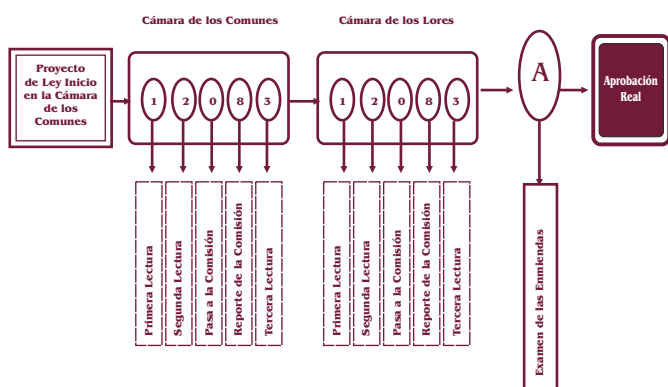 Cámara de los Comunes
Cámara de los Lores
Proyecto
de Ley Inicio
en la Cámara
de los
Comunes
1 2 0 8 3
1 2 0 8 3
A
Aprobación
Real
Primera Lectura
Segunda Lectura
Pasa a la Comisión
Reporte de la Comisión
Tercera Lectura
Primera Lectura
Segunda Lectura
Pasa a la Comisión
Reporte de la Comisión
Tercera Lectura
Examen de las Enmiendas